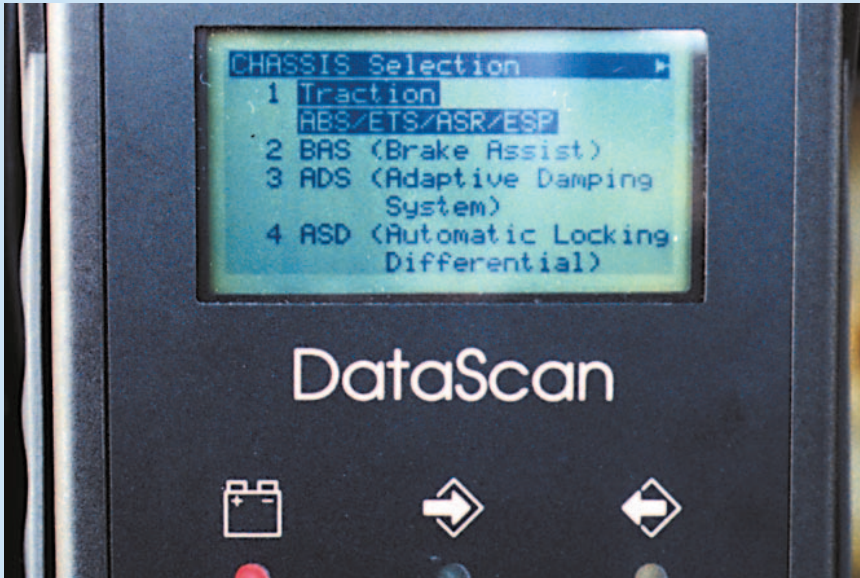 CHASSIS Selection
1 Traction
ABS/ETS/ASR/ESP
2 BAS (Brake Assist)
3 ADS (Adaptive Damping
System)
4 ASD (Automatic Locking
Differential)
DataScan
+ -